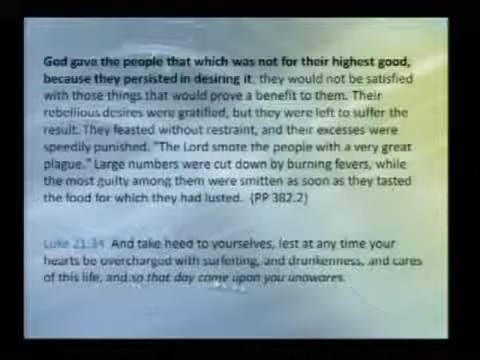 God gave the people that which was not for their highest good,
because they persisted in desiring it; they would not be satisfied
with those things that would prove a benefit to them. Their
rebellious desires were gratified, but they were left to suffer the
result. They feasted without restraint, and their excesses were
speedily punished. "The Lord smote the people with a very great
plague." Large numbers were cut down by burning fevers, while
the most guilty among them were smitten as soon as they tasted
the food for which they had lusted. {PP 382.2}
Luke 21:34 And take heed to yourselves, lest at any time your
hearts be overcharged with surfeiting, and drunkenness, and cares
of this life, and so that day come upon you unawares.